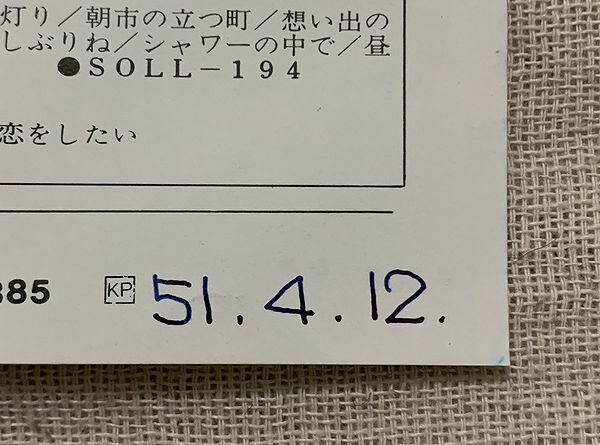 灯り／朝市の立つ町／想い出の
しぶりね／シャワーの中で／昼
●SOLL－194
恋をしたい
385 KP 51.4.12.